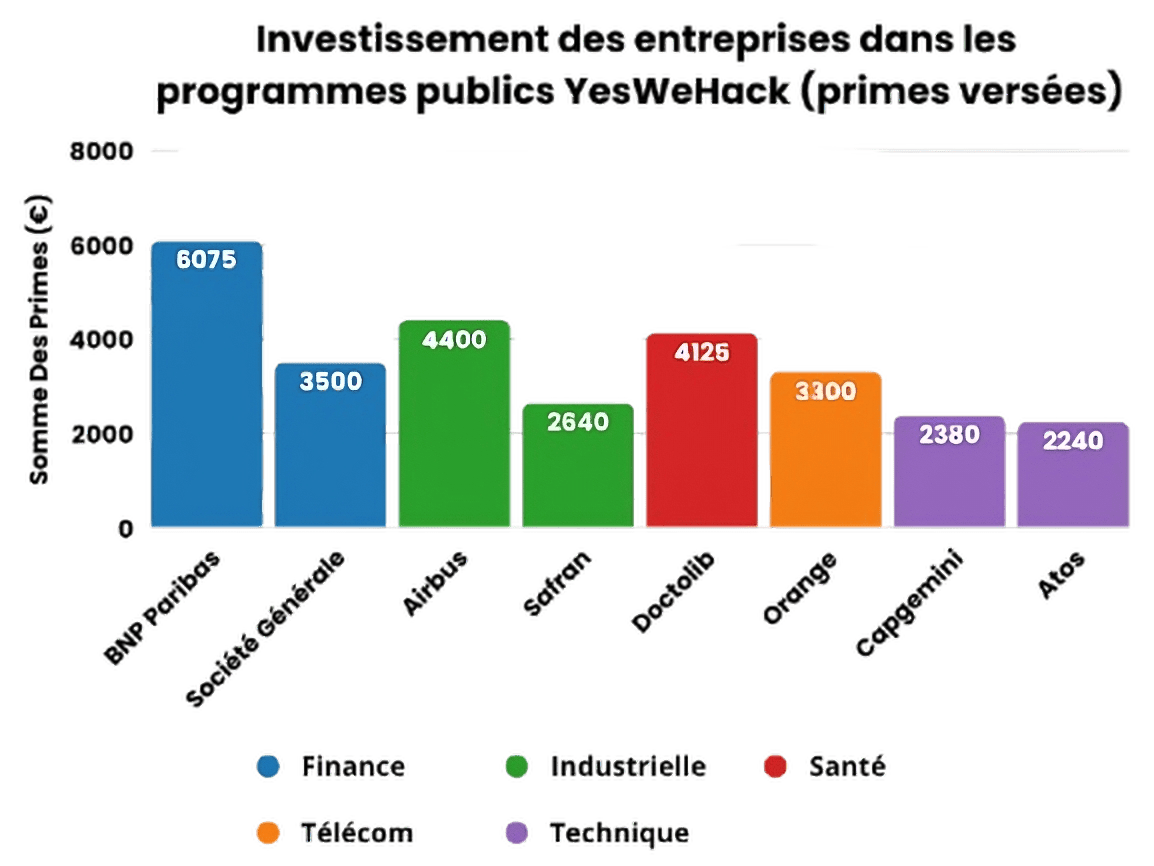 Investissement des entreprises dans les
programmes publics YesWeHack (primes versées)
Somme Des Primes (€)
8000
6000
4000
2000
0
6075
3500
4400
2640
4125
3300
2380
2240
BNP Paribas
Société Générale
Airbus
Safran
Doctolib
Orange
Capgemini
Atos
Finance
Industrielle
Santé
Télécom
Technique